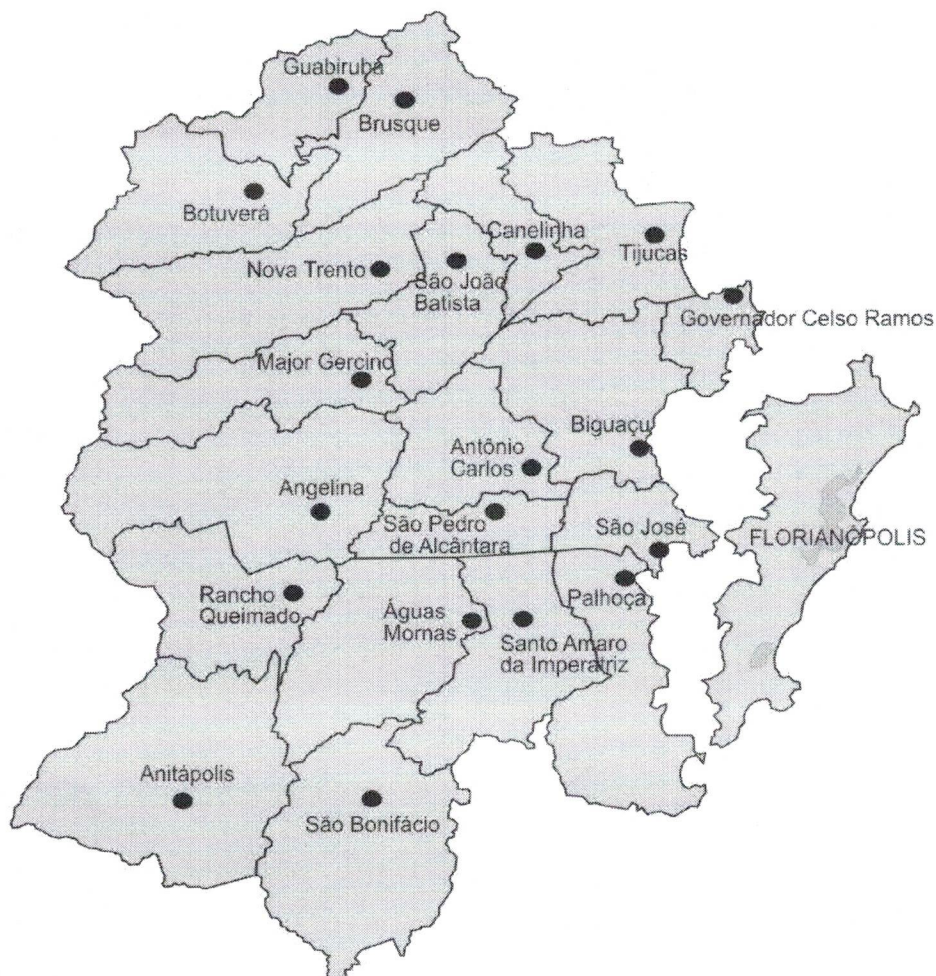 Guabiruba
Brusque
Botuverá
Canelinha
Tijucas
Nova Trento
São João
Batista
Governador Celso Ramos
Major Gercino
Biguaçu
Antônio
Carlos
Angelina
São Pedro
de Alcântara
São José
FLORIANÓPOLIS
Rancho
Queimado
Águas
Mornas
Palhoça
Santo Amaro
da Imperatriz
Anitápolis
São Bonifácio